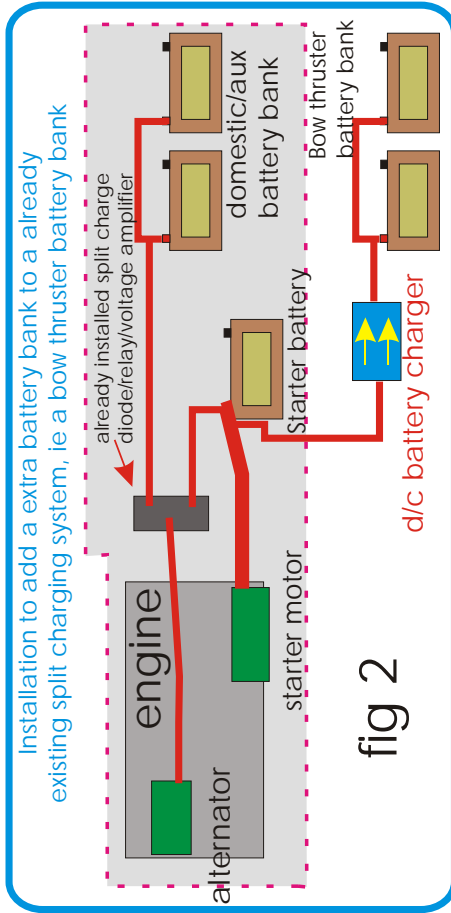 Installation to add a extra battery bank to a already
existing split charging system, ie a bow thruster battery bank
already installed split charge
diode/relay/voltage amplifier
domestic/aux
battery bank
Bow thruster
battery bank
engine
alternator
starter motor
Starter battery
d/c battery charger
fig 2